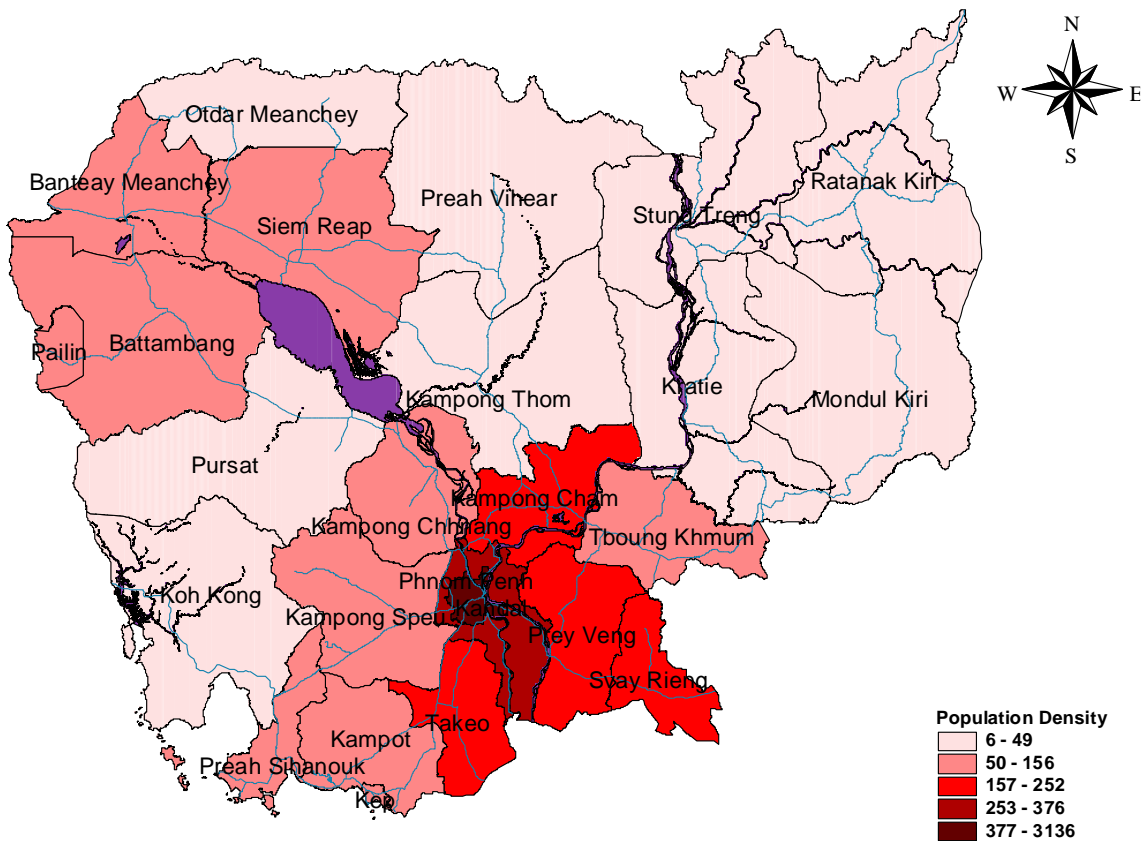 N
W E
S
Otdar Meanchey
Banteay Meanchey
Ratanak Kiri
Preah Vihear
Stung Treng
Siem Reap
Battambang
Pailin
Kratie
Kampong Thom
Mondul Kiri
Pursat
Kampong Cham
Kampong Chhnang
Tboung Khmum
Phnom Penh
Koh Kong
Kandal
Kampong Speu
Prey Veng
Svay Rieng
Takeo
Kampot
Preah Sihanouk
Kep
Population Density
6 - 49
50 - 156
157 - 252
253 - 376
377 - 3136